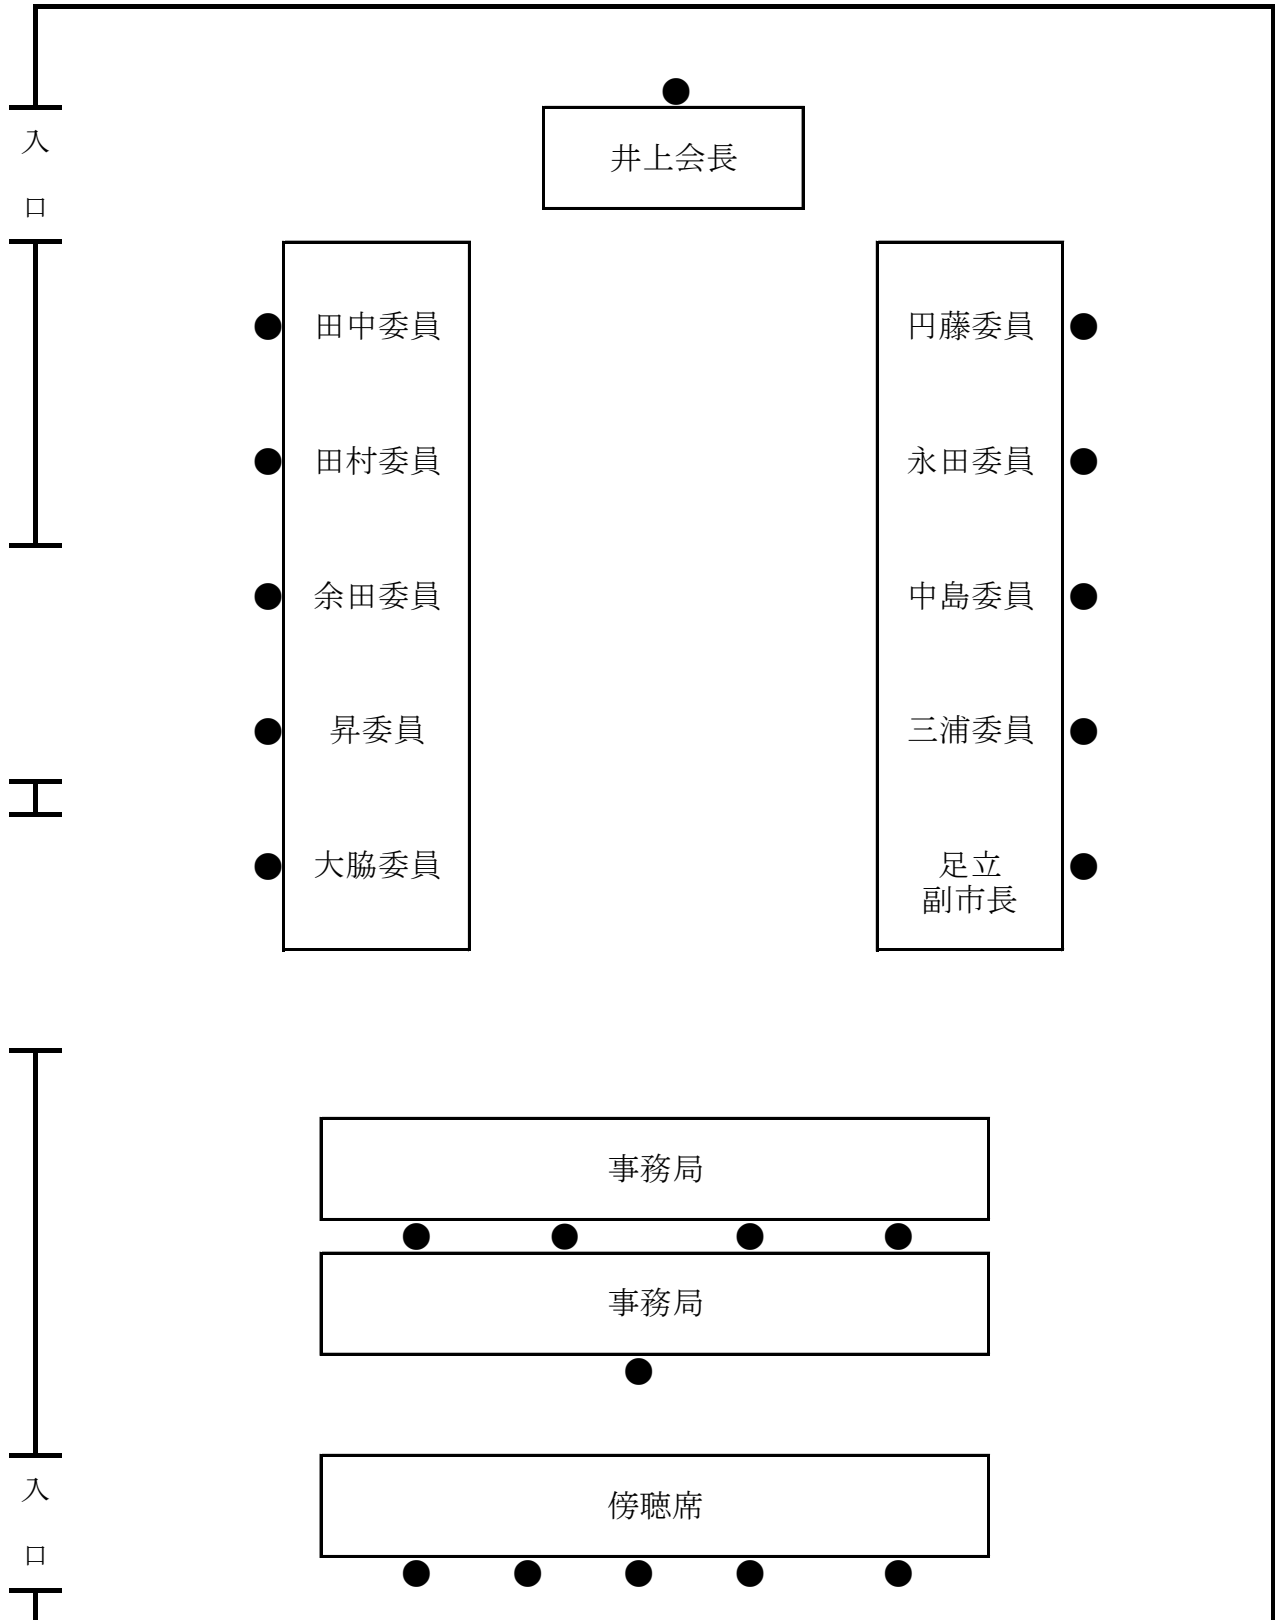 入
口
井上会長
田中委員
円藤委員
田村委員
永田委員
余田委員
中島委員
昇委員
三浦委員
大脇委員
足立
副市長
事務局
事務局
傍聴席
入
口